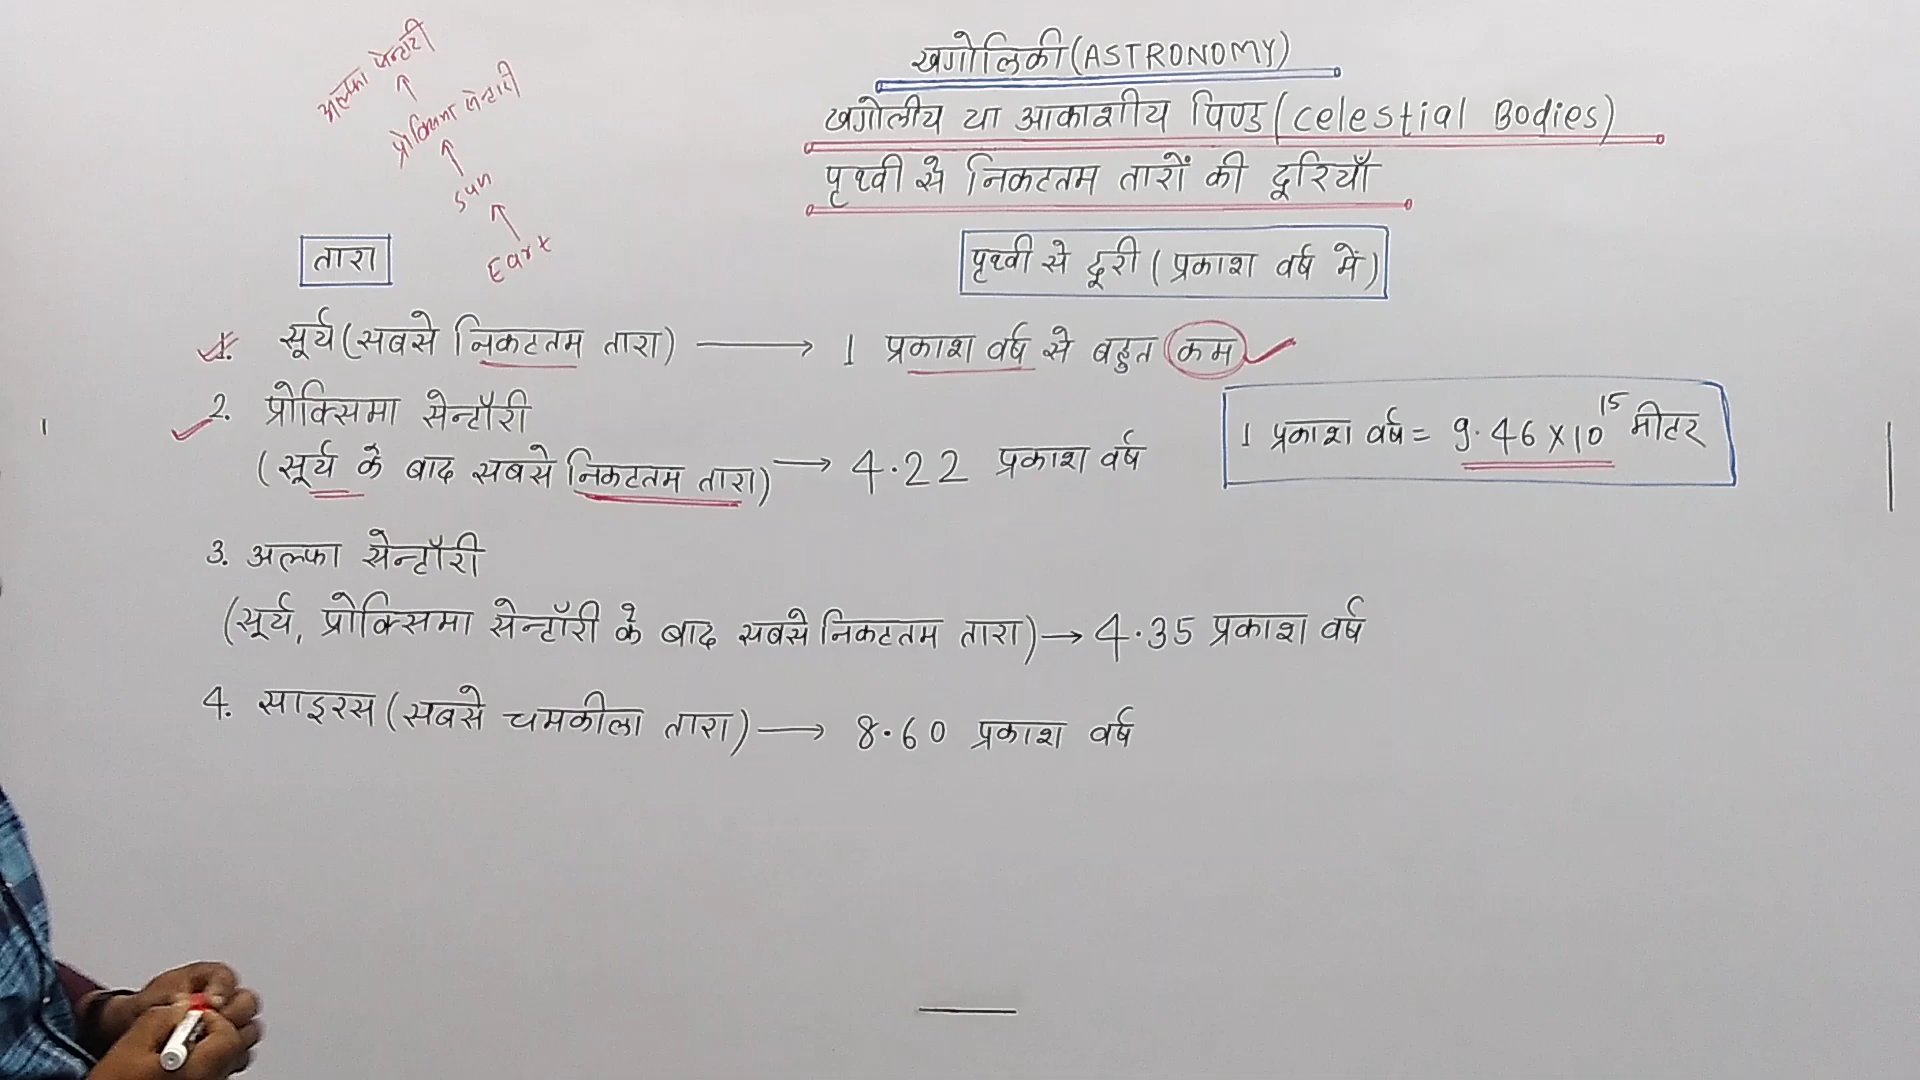 खगोलिकी (ASTRONOMY)
खगोलीय या आकाशीय पिण्ड (Celestial Bodies)
पृथ्वी से निकटतम तारों की दूरियाँ
अल्फा सेन्टारी
प्रोक्सिमा सेन्टारी
Sun
Eart
तारा
पृथ्वी से दूरी ( प्रकाश वर्ष में )
1. सूर्य (सबसे निकटतम तारा) → 1 प्रकाश वर्ष से बहुत कम
2. प्रोक्सिमा सेन्टॉरी
(सूर्य के बाद सबसे निकटतम तारा) → 4.22 प्रकाश वर्ष
1 प्रकाश वर्ष = 9.46 × 10¹⁵ मीटर
3. अल्फा सेन्टॉरी
(सूर्य, प्रोक्सिमा सेन्टॉरी के बाद सबसे निकटतम तारा) → 4.35 प्रकाश वर्ष
4. साइरस (सबसे चमकीला तारा) → 8.60 प्रकाश वर्ष